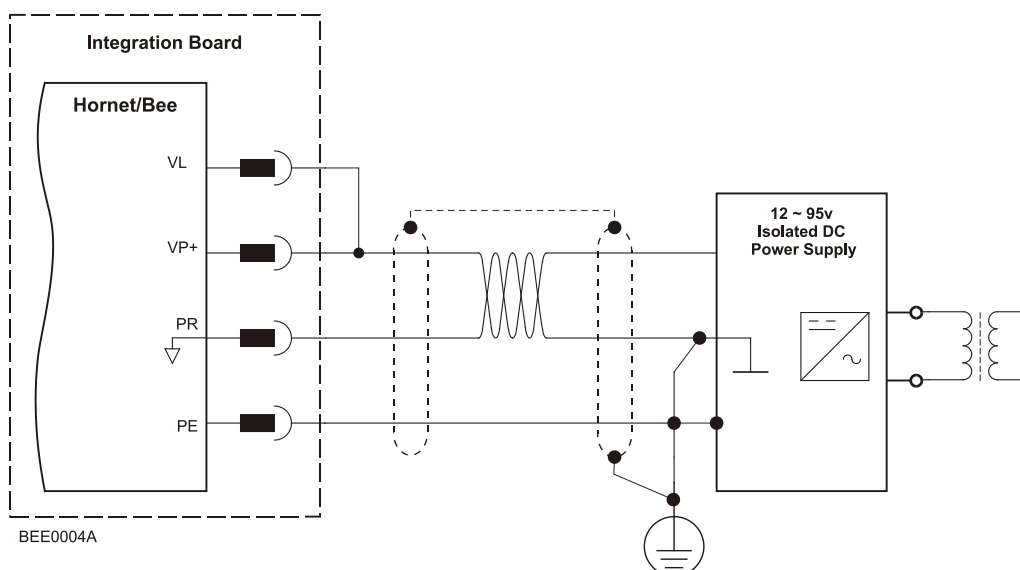 Integration Board
Hornet/Bee
VL
VP+
PR
PE
12 ~ 95v
Isolated DC
Power Supply
BEE0004A